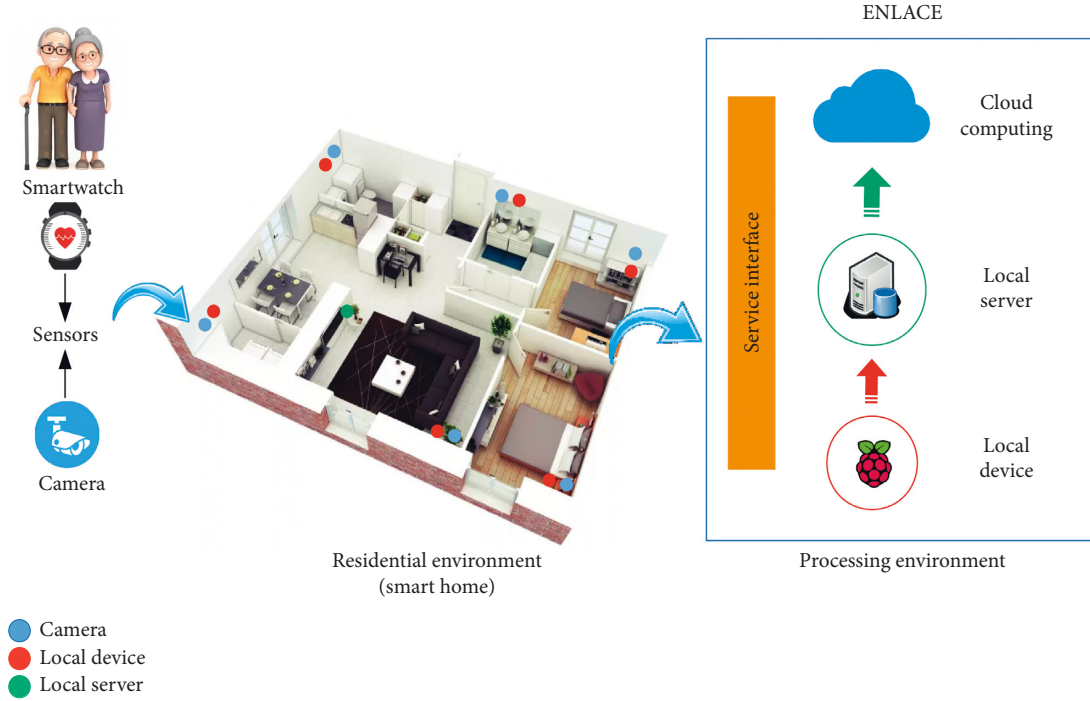 ENLACE
Smartwatch
Sensors
Camera
Residential environment
(smart home)
Service interface
Cloud
computing
Local
server
Local
device
Processing environment
Camera
Local device
Local server